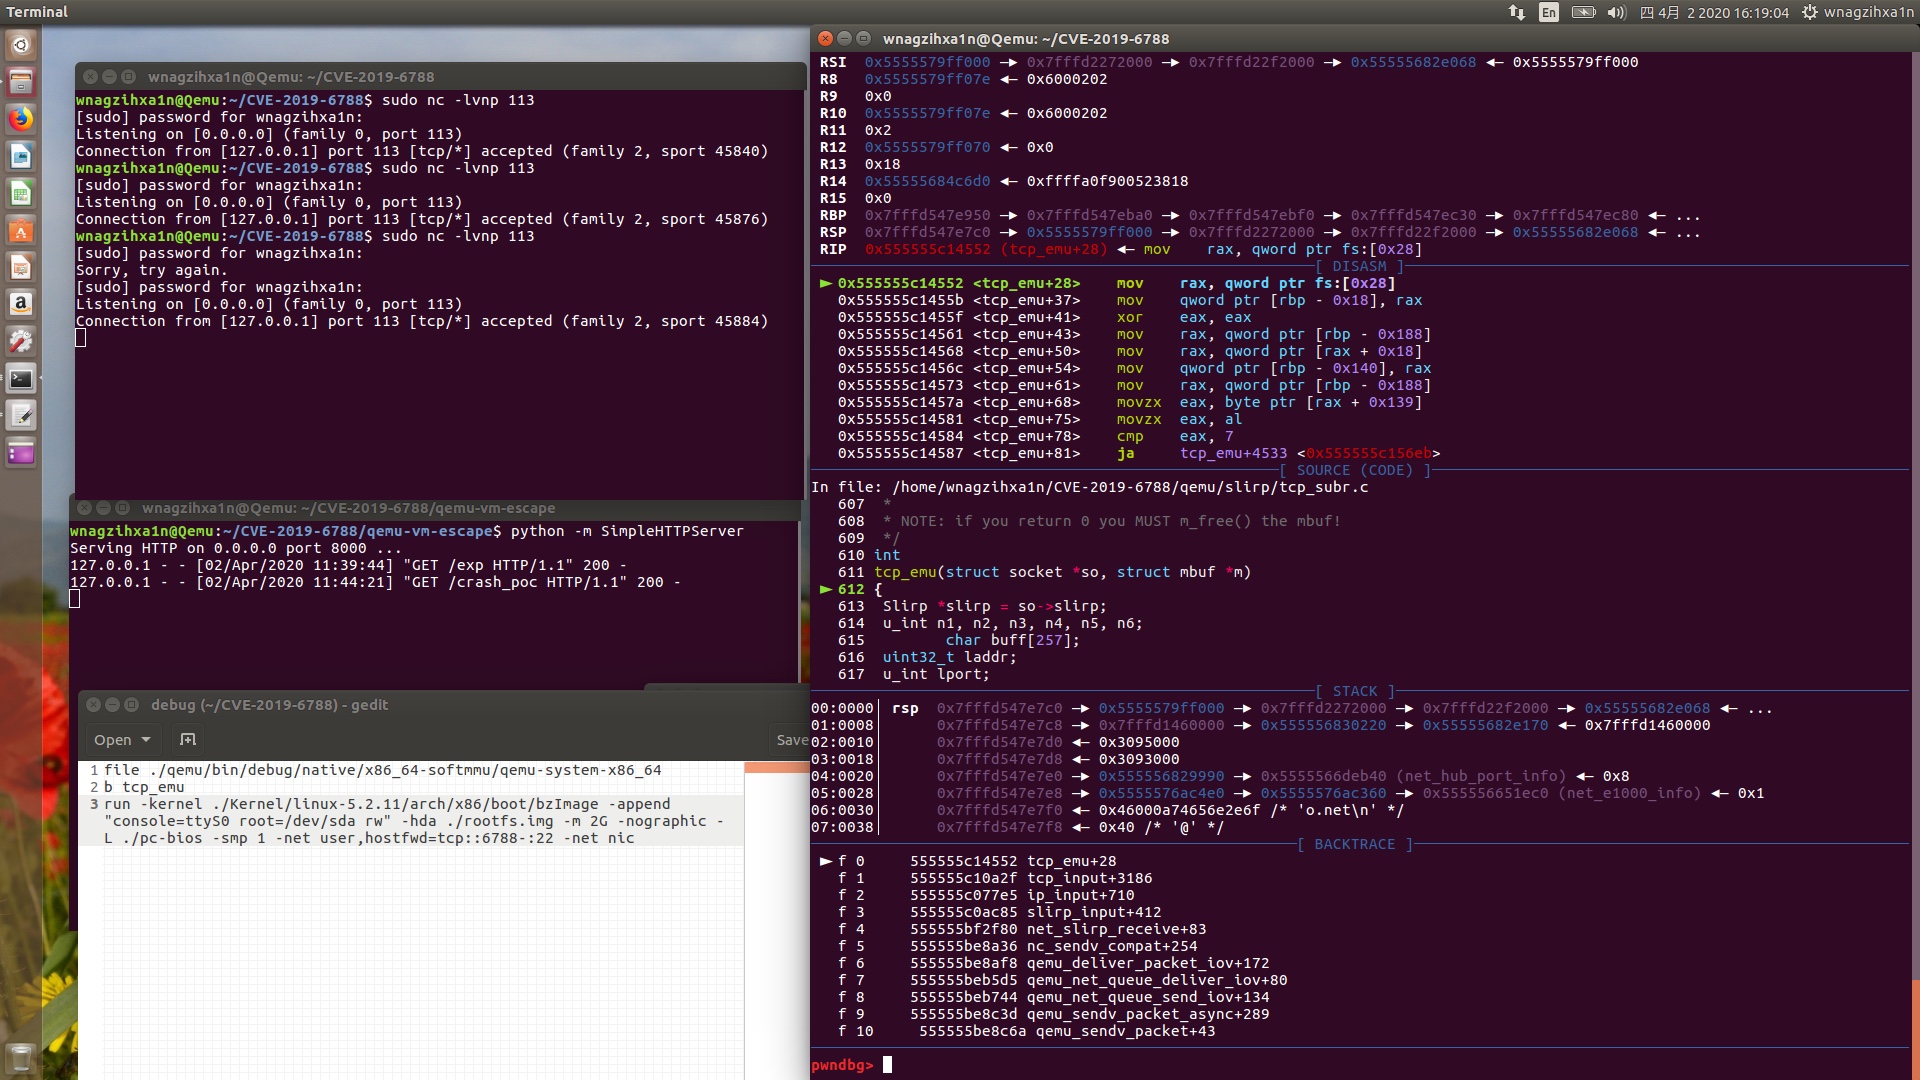 Terminal
En
四 4月 2 2020 16:19:04
wnagzihxa1n
wnagzihxa1n@Qemu: ~/CVE-2019-6788
wnagzihxa1n@Qemu:~/CVE-2019-6788$ sudo nc -lvnp 113
[sudo] password for wnagzihxa1n:
Listening on [0.0.0.0] (family 0, port 113)
Connection from [127.0.0.1] port 113 [tcp/*] accepted (family 2, sport 45840)
wnagzihxa1n@Qemu:~/CVE-2019-6788$ sudo nc -lvnp 113
[sudo] password for wnagzihxa1n:
Listening on [0.0.0.0] (family 0, port 113)
Connection from [127.0.0.1] port 113 [tcp/*] accepted (family 2, sport 45876)
wnagzihxa1n@Qemu:~/CVE-2019-6788$ sudo nc -lvnp 113
[sudo] password for wnagzihxa1n:
Sorry, try again.
[sudo] password for wnagzihxa1n:
Listening on [0.0.0.0] (family 0, port 113)
Connection from [127.0.0.1] port 113 [tcp/*] accepted (family 2, sport 45884)
wnagzihxa1n@Qemu: ~/CVE-2019-6788/qemu-vm-escape
wnagzihxa1n@Qemu:~/CVE-2019-6788/qemu-vm-escape$ python -m SimpleHTTPServer
Serving HTTP on 0.0.0.0 port 8000 ...
127.0.0.1 - - [02/Apr/2020 11:39:44] "GET /exp HTTP/1.1" 200 -
127.0.0.1 - - [02/Apr/2020 11:44:21] "GET /crash_poc HTTP/1.1" 200 -
debug (~/CVE-2019-6788) - gedit
Open
Save
1 file ./qemu/bin/debug/native/x86_64-softmmu/qemu-system-x86_64
2 b tcp_emu
3 run -kernel ./Kernel/linux-5.2.11/arch/x86/boot/bzImage -append
"console=ttyS0 root=/dev/sda rw" -hda ./rootfs.img -m 2G -nographic -
L ./pc-bios -smp 1 -net user,hostfwd=tcp::6788-:22 -net nic
wnagzihxa1n@Qemu: ~/CVE-2019-6788
RSI  0x5555579ff000 —▸ 0x7fffd2272000 —▸ 0x7fffd22f2000 —▸ 0x55555682e068 ◂— 0x5555579ff000
R8   0x5555579ff07e ◂— 0x6000202
R9   0x0
R10  0x5555579ff07e ◂— 0x6000202
R11  0x2
R12  0x5555579ff070 ◂— 0x0
R13  0x18
R14  0x55555684c6d0 ◂— 0xffffa0f900523818
R15  0x0
RBP  0x7fffd547e950 —▸ 0x7fffd547eba0 —▸ 0x7fffd547ebf0 —▸ 0x7fffd547ec30 —▸ 0x7fffd547ec80 ◂— ...
RSP  0x7fffd547e7c0 —▸ 0x5555579ff000 —▸ 0x7fffd2272000 —▸ 0x7fffd22f2000 —▸ 0x55555682e068 ◂— ...
RIP  0x555555c14552 (tcp_emu+28) ◂— mov    rax, qword ptr fs:[0x28]
[ DISASM ]
► 0x555555c14552 <tcp_emu+28>    mov    rax, qword ptr fs:[0x28]
0x555555c1455b <tcp_emu+37>    mov    qword ptr [rbp - 0x18], rax
0x555555c1455f <tcp_emu+41>    xor    eax, eax
0x555555c14561 <tcp_emu+43>    mov    rax, qword ptr [rbp - 0x188]
0x555555c14568 <tcp_emu+50>    mov    rax, qword ptr [rax + 0x18]
0x555555c1456c <tcp_emu+54>    mov    qword ptr [rbp - 0x140], rax
0x555555c14573 <tcp_emu+61>    mov    rax, qword ptr [rbp - 0x188]
0x555555c1457a <tcp_emu+68>    movzx  eax, byte ptr [rax + 0x139]
0x555555c14581 <tcp_emu+75>    movzx  eax, al
0x555555c14584 <tcp_emu+78>    cmp    eax, 7
0x555555c14587 <tcp_emu+81>    ja     tcp_emu+4533 <0x555555c156eb>
[ SOURCE (CODE) ]
In file: /home/wnagzihxa1n/CVE-2019-6788/qemu/slirp/tcp_subr.c
607  *
608  * NOTE: if you return 0 you MUST m_free() the mbuf!
609  */
610 int
611 tcp_emu(struct socket *so, struct mbuf *m)
► 612 {
613  Slirp *slirp = so->slirp;
614  u_int n1, n2, n3, n4, n5, n6;
615         char buff[257];
616  uint32_t laddr;
617  u_int lport;
[ STACK ]
00:0000│ rsp  0x7fffd547e7c0 —▸ 0x5555579ff000 —▸ 0x7fffd2272000 —▸ 0x7fffd22f2000 —▸ 0x55555682e068 ◂— ...
01:0008│      0x7fffd547e7c8 —▸ 0x7fffd1460000 —▸ 0x555556830220 —▸ 0x55555682e170 ◂— 0x7fffd1460000
02:0010│      0x7fffd547e7d0 ◂— 0x3095000
03:0018│      0x7fffd547e7d8 ◂— 0x3093000
04:0020│      0x7fffd547e7e0 —▸ 0x555556829990 —▸ 0x5555566deb40 (net_hub_port_info) ◂— 0x8
05:0028│      0x7fffd547e7e8 —▸ 0x5555576ac4e0 —▸ 0x5555576ac360 —▸ 0x555556651ec0 (net_e1000_info) ◂— 0x1
06:0030│      0x7fffd547e7f0 ◂— 0x46000a74656e2e6f /* 'o.net\n' */
07:0038│      0x7fffd547e7f8 ◂— 0x40 /* '@' */
[ BACKTRACE ]
► f 0     555555c14552 tcp_emu+28
f 1     555555c10a2f tcp_input+3186
f 2     555555c077e5 ip_input+710
f 3     555555c0ac85 slirp_input+412
f 4     555555bf2f80 net_slirp_receive+83
f 5     555555be8a36 nc_sendv_compat+254
f 6     555555be8af8 qemu_deliver_packet_iov+172
f 7     555555beb5d5 qemu_net_queue_deliver_iov+80
f 8     555555beb744 qemu_net_queue_send_iov+134
f 9     555555be8c3d qemu_sendv_packet_async+289
f 10     555555be8c6a qemu_sendv_packet+43
pwndbg>